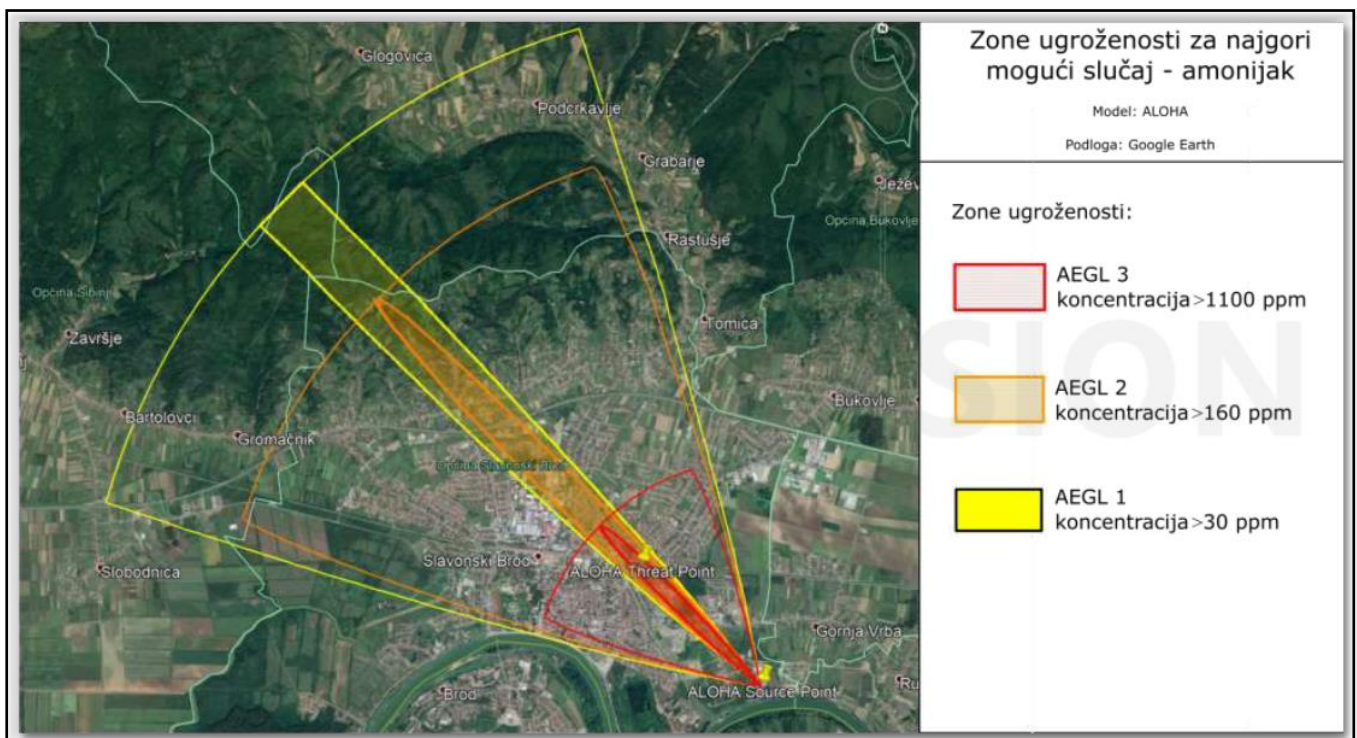 Zone ugroženosti za najgori
mogući slučaj - amonijak
Model: ALOHA
Podloga: Google Earth
Zone ugroženosti:
AEGL 3
koncentracija>1100 ppm
AEGL 2
koncentracija>160 ppm
AEGL 1
koncentracija>30 ppm
SION
N
Glogovica
Podcrkavlje
Grabarje
Ježev
Općina Bukovlje
Rastušje
Općina Sibinj
Tomica
Završje
Bukovlje
Bartolovci
Gromačnik
Općina Slavonski Brod
Slavonski Brod
ALOHA Threat Point
Slobodnica
Gornja Vrba
Brod
ALOHA Source Point
Ru